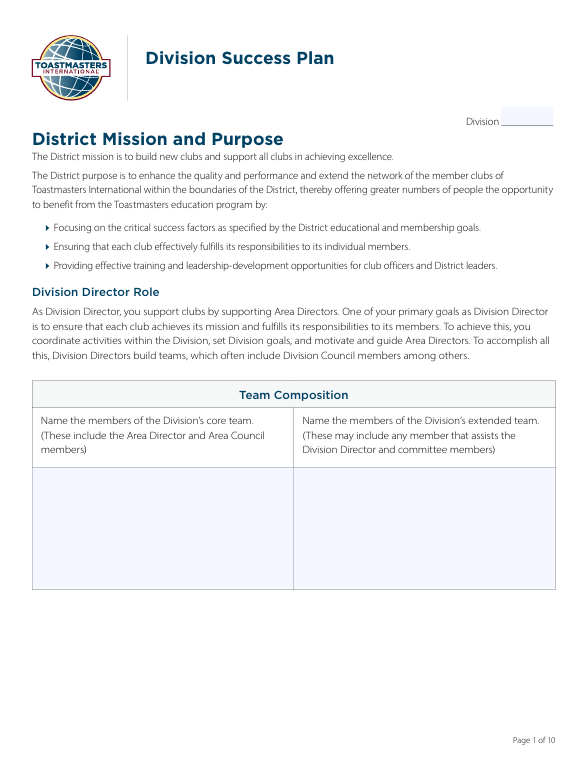 TOASTMASTERS
INTERNATIONAL
Division Success Plan
Division
District Mission and Purpose
The District mission is to build new clubs and support all clubs in achieving excellence.
The District purpose is to enhance the quality and performance and extend the network of the member clubs of
Toastmasters International within the boundaries of the District, thereby offering greater numbers of people the opportunity
to benefit from the Toastmasters education program by:
Focusing on the critical success factors as specified by the District educational and membership goals.
Ensuring that each club effectively fulfills its responsibilities to its individual members.
Providing effective training and leadership-development opportunities for club officers and District leaders.
Division Director Role
As Division Director, you support clubs by supporting Area Directors. One of your primary goals as Division Director
is to ensure that each club achieves its mission and fulfills its responsibilities to its members. To achieve this, you
coordinate activities within the Division, set Division goals, and motivate and guide Area Directors. To accomplish all
this, Division Directors build teams, which often include Division Council members among others.
Team Composition
Name the members of the Division's core team.
(These include the Area Director and Area Council
members)
Name the members of the Division's extended team.
(These may include any member that assists the
Division Director and committee members)
Page 1 of 10